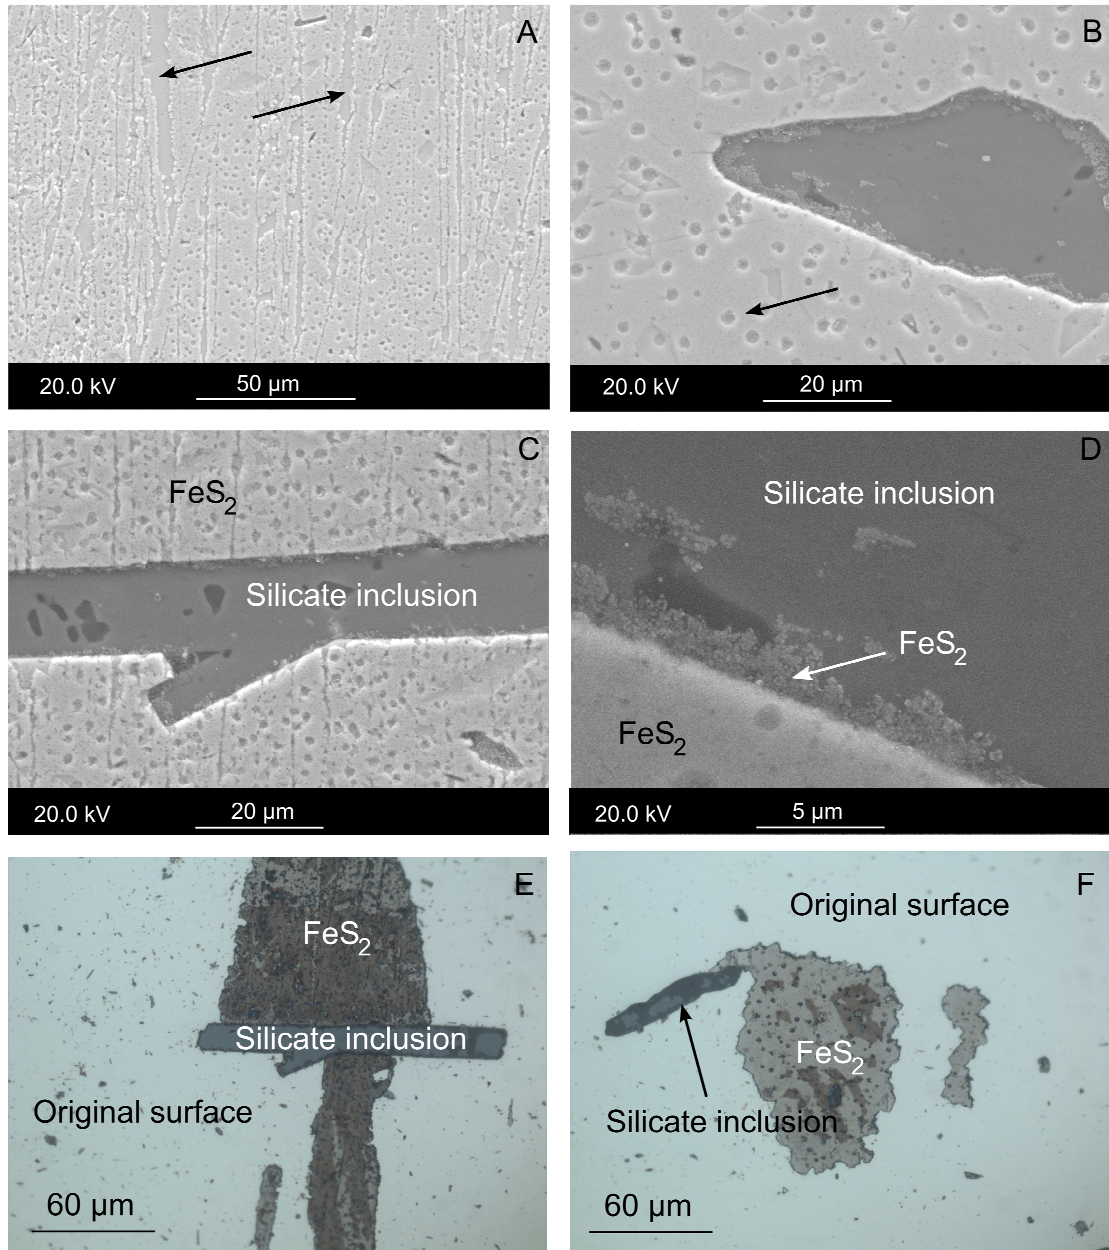 A
20.0 kV
50 µm
B
20.0 kV
20 µm
C
FeS2
Silicate inclusion
20.0 kV
20 µm
D
Silicate inclusion
FeS2
FeS2
20.0 kV
5 µm
E
FeS2
Silicate inclusion
Original surface
60 µm
F
Original surface
FeS2
Silicate inclusion
60 µm